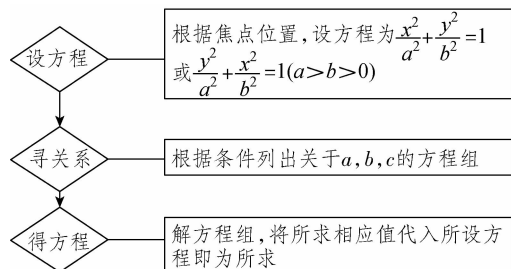 设方程
根据焦点位置,设方程为x²/a²+y²/b²=1
或y²/a²+x²/b²=1(a>b>0)
寻关系
根据条件列出关于a,b,c的方程组
得方程
解方程组,将所求相应值代入所设方
程即为所求